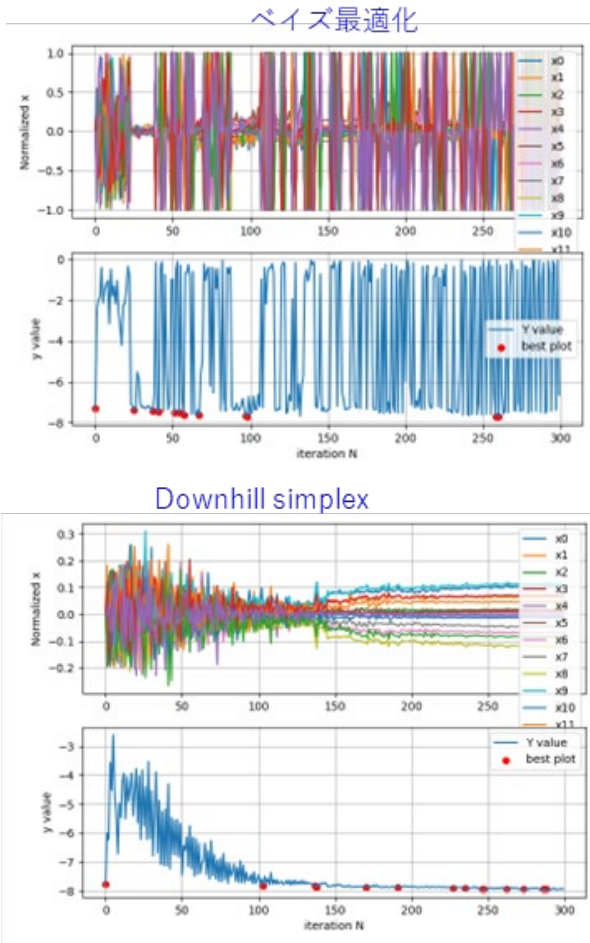 ベイズ最適化
1.0
0.5
0.0
−0.5
−1.0
Normalized x
0 50 100 150 200 250
x0
x1
x2
x3
x4
x5
x6
x7
x8
x9
x10
x11
0
−2
−4
−6
−8
y value
Y value
best plot
0 50 100 150 200 250 300
iteration N
Downhill simplex
0.3
0.2
0.1
0.0
−0.1
−0.2
Normalized x
0 50 100 150 200 250
x0
x1
x2
x3
x4
x5
x6
x7
x8
x9
x10
x11
−3
−4
−5
−6
−7
−8
y value
Y value
best plot
0 50 100 150 200 250 300
iteration N